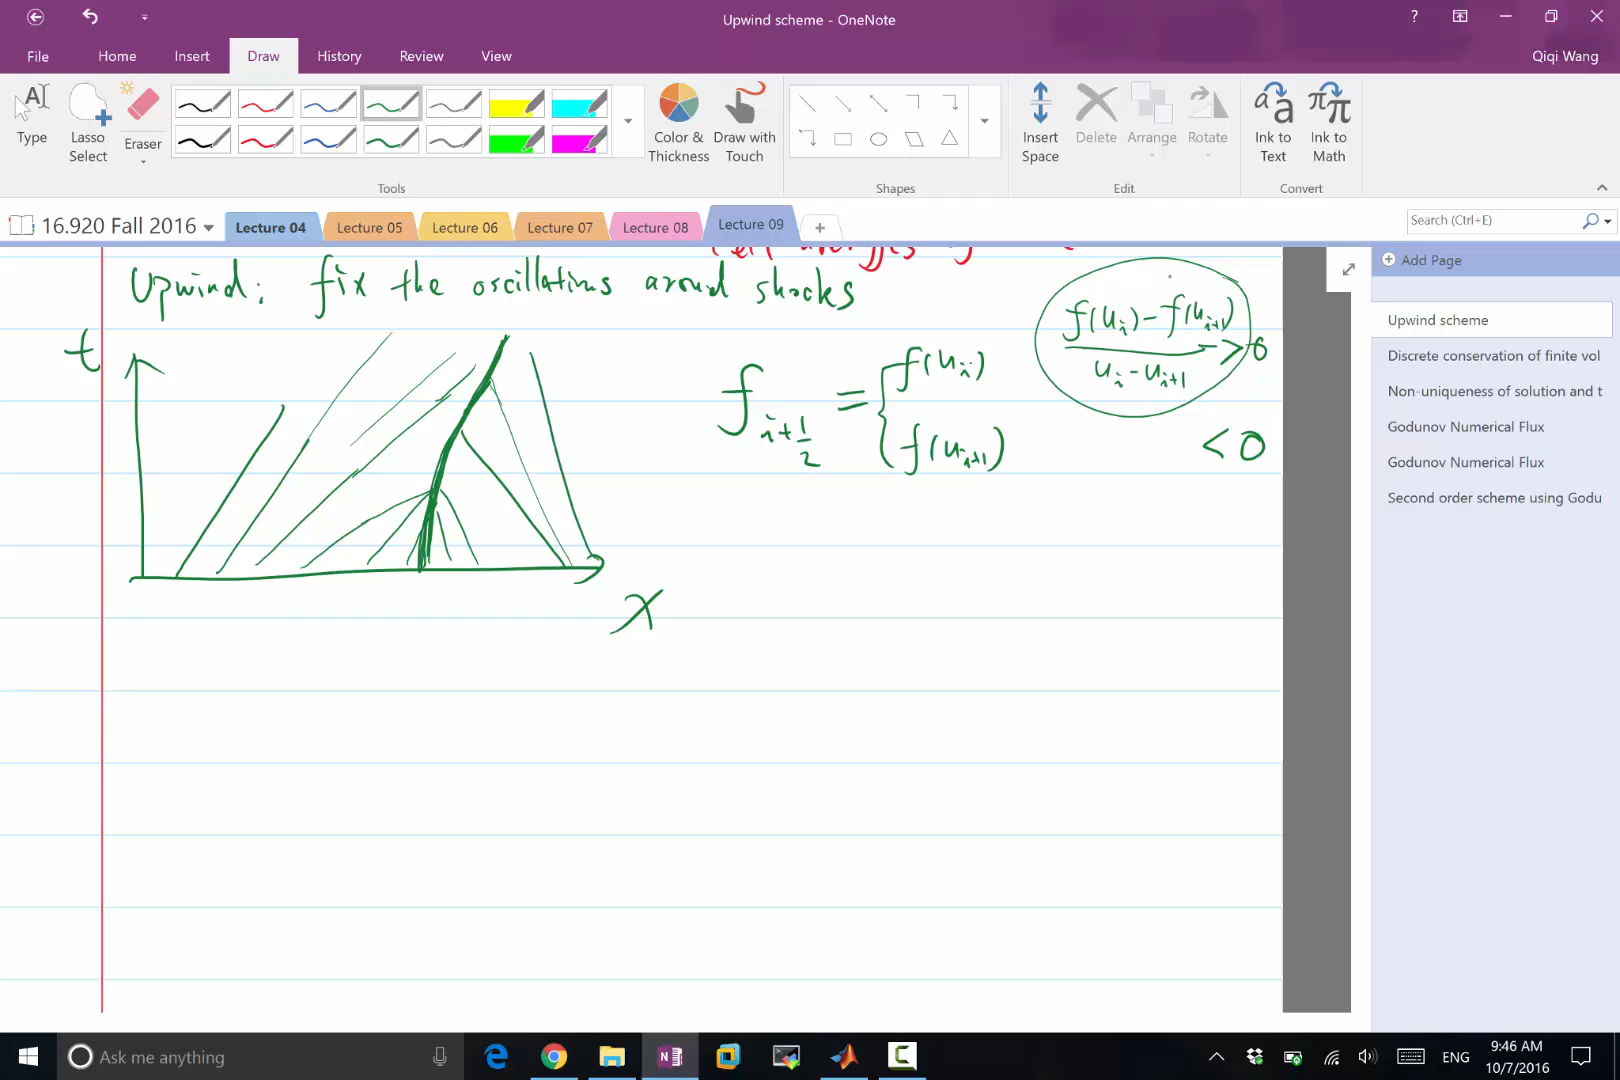 Upwind scheme - OneNote
?
File
Home
Insert
Draw
History
Review
View
Qiqi Wang
Type
Lasso Select
Eraser
Color & Thickness
Draw with Touch
Insert Space
Delete
Arrange
Rotate
Ink to Text
Ink to Math
Tools
Shapes
Edit
Convert
16.920 Fall 2016
Lecture 04
Lecture 05
Lecture 06
Lecture 07
Lecture 08
Lecture 09
+
Search (Ctrl+E)
Add Page
Upwind scheme
Discrete conservation of finite vol
Non-uniqueness of solution and t
Godunov Numerical Flux
Godunov Numerical Flux
Second order scheme using Godu
Upwind: fix the oscillations around shocks
t
x
f_{i+1/2} = { f(u_i)   (f(u_i) - f(u_{i+1})) / (u_i - u_{i+1}) > 0
f(u_{i+1})   < 0
Ask me anything
ENG
9:46 AM
10/7/2016